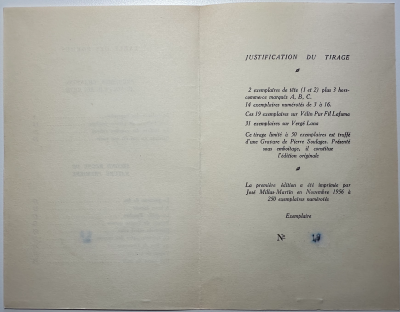 JUSTIFICATION DU TIRAGE
2 exemplaires de tête (1 et 2) plus 3 hors-
commerce marqués A, B, C.
14 exemplaires numérotés de 3 à 16.
Ces 19 exemplaires sur Vélin Pur Fil Lafuma
31 exemplaires sur Vergé Lana
Ce tirage limité à 50 exemplaires est truffé
d'une Gravure de Pierre Soulages. Présenté
sous emboîtage, il constitue
l'édition originale
La première édition a été imprimée par
José Millas-Martin en Novembre 1956 à
250 exemplaires numérotés
Exemplaire
Nº